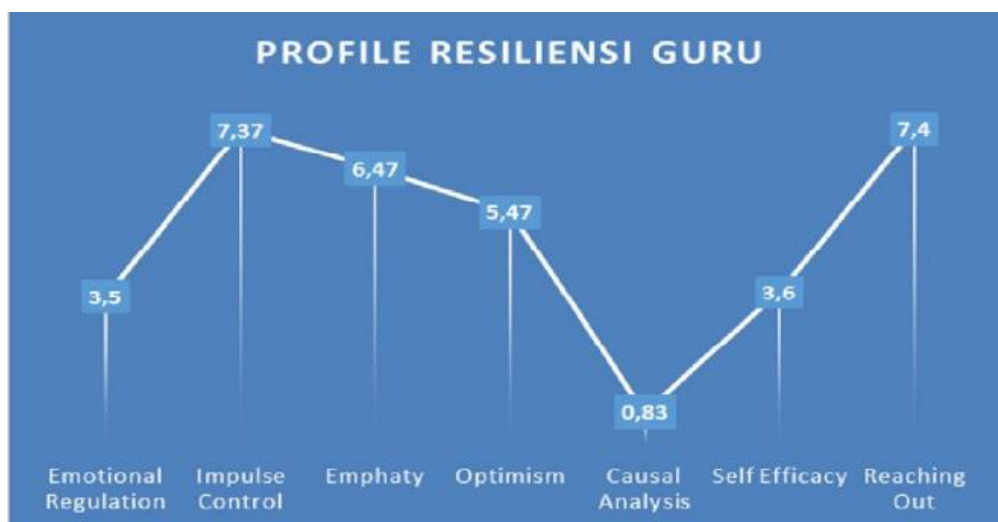 PROFILE RESILIENSI GURU
7,37
7,4
6,47
5,47
3,5
3,6
0,83
Emotional Regulation
Impulse Control
Emphaty
Optimism
Causal Analysis
Self Efficacy
Reaching Out